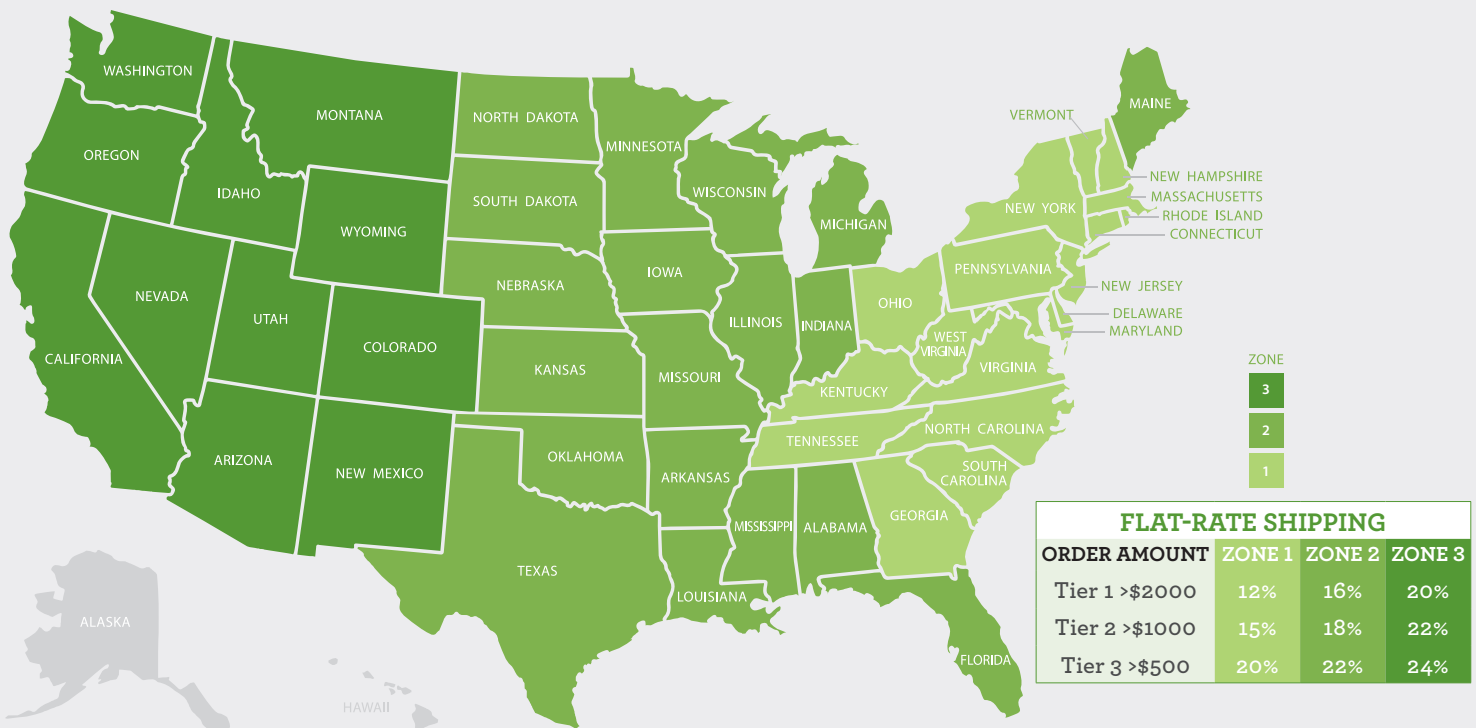 WASHINGTON
MONTANA
OREGON
IDAHO
WYOMING
NEVADA
UTAH
COLORADO
CALIFORNIA
ARIZONA
NEW MEXICO
NORTH DAKOTA
SOUTH DAKOTA
NEBRASKA
KANSAS
OKLAHOMA
TEXAS
MINNESOTA
IOWA
MISSOURI
ARKANSAS
LOUISIANA
WISCONSIN
ILLINOIS
MICHIGAN
INDIANA
OHIO
KENTUCKY
TENNESSEE
MISSISSIPPI
ALABAMA
GEORGIA
FLORIDA
SOUTH
CAROLINA
NORTH CAROLINA
VIRGINIA
WEST
VIRGINIA
PENNSYLVANIA
NEW YORK
VERMONT
MAINE
NEW HAMPSHIRE
MASSACHUSETTS
RHODE ISLAND
CONNECTICUT
NEW JERSEY
DELAWARE
MARYLAND
ALASKA
HAWAII
ZONE
3
2
1
FLAT-RATE SHIPPING
ORDER AMOUNT ZONE 1 ZONE 2 ZONE 3
Tier 1 >$2000 12% 16% 20%
Tier 2 >$1000 15% 18% 22%
Tier 3 >$500 20% 22% 24%